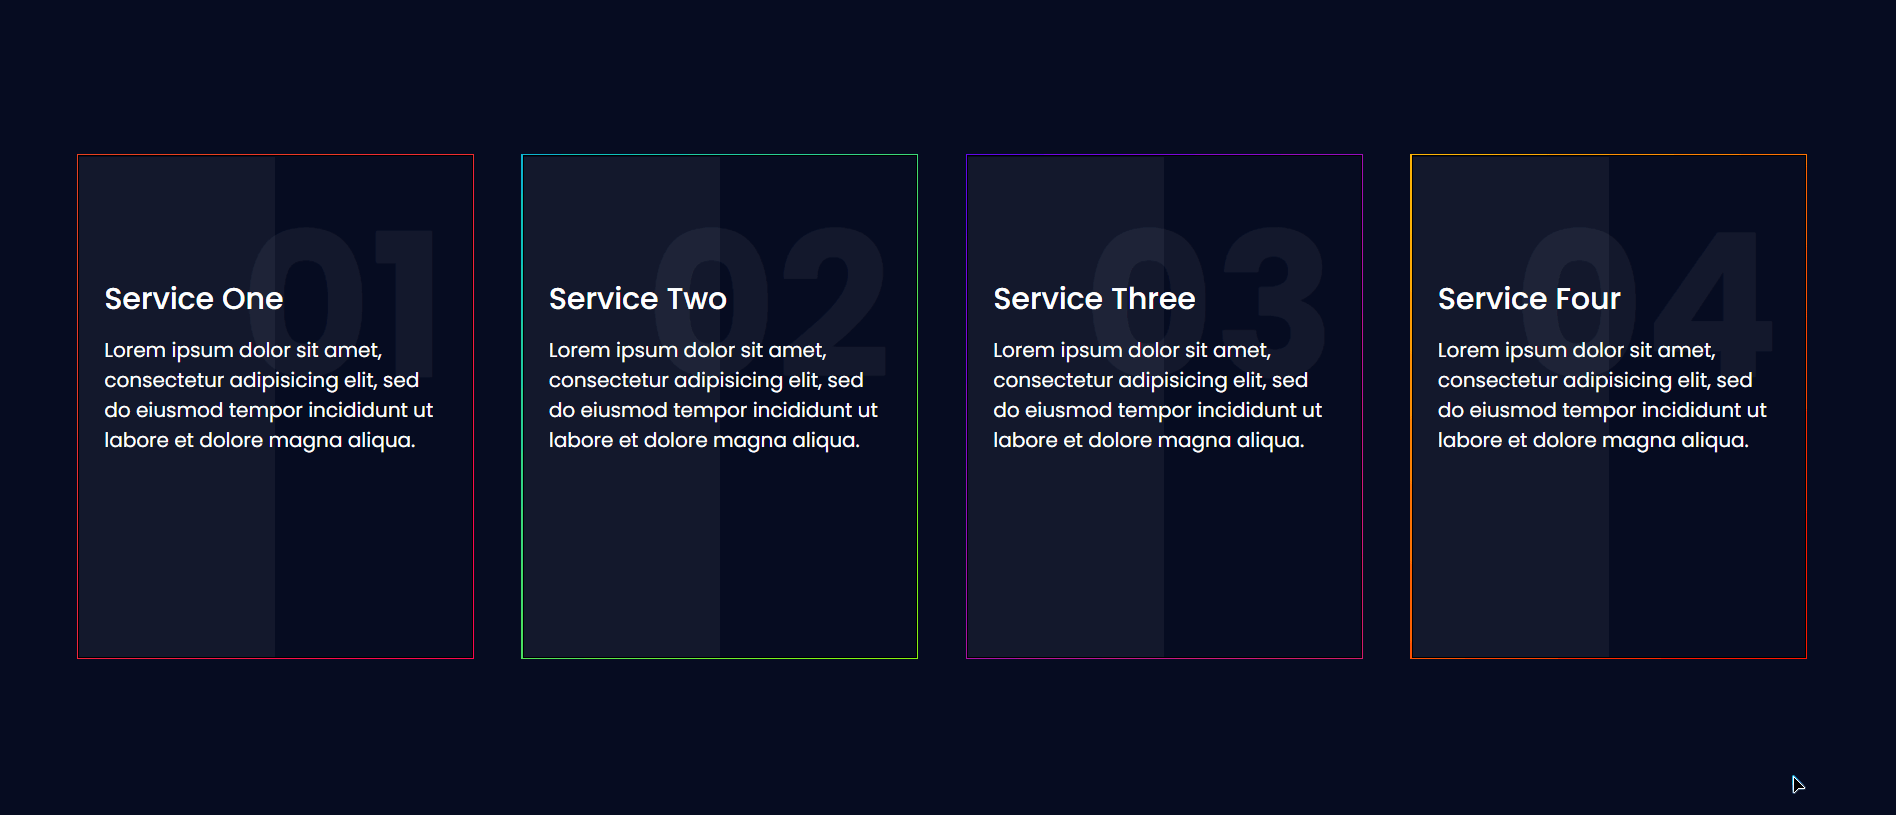 01
Service One
Lorem ipsum dolor sit amet,
consectetur adipisicing elit, sed
do eiusmod tempor incididunt ut
labore et dolore magna aliqua.
02
Service Two
Lorem ipsum dolor sit amet,
consectetur adipisicing elit, sed
do eiusmod tempor incididunt ut
labore et dolore magna aliqua.
03
Service Three
Lorem ipsum dolor sit amet,
consectetur adipisicing elit, sed
do eiusmod tempor incididunt ut
labore et dolore magna aliqua.
04
Service Four
Lorem ipsum dolor sit amet,
consectetur adipisicing elit, sed
do eiusmod tempor incididunt ut
labore et dolore magna aliqua.